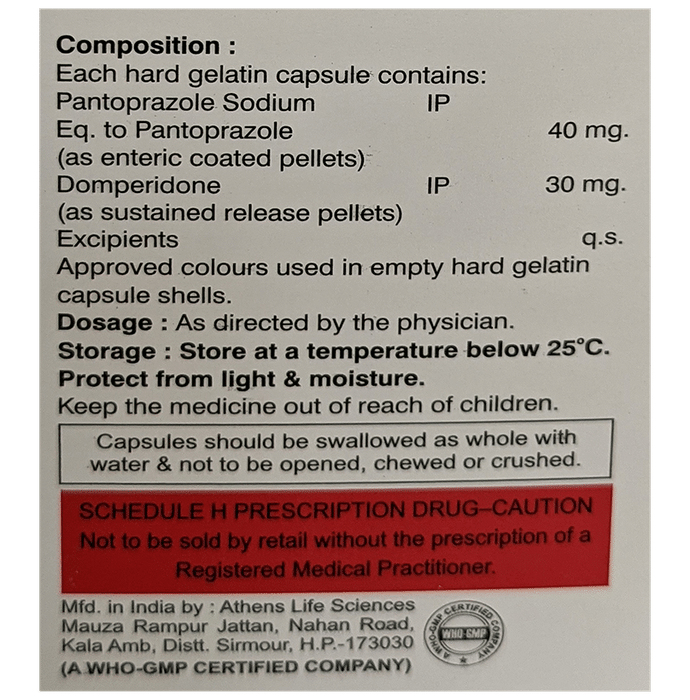 Composition :
Each hard gelatin capsule contains:
Pantoprazole Sodium IP
Eq. to Pantoprazole 40 mg.
(as enteric coated pellets)
Domperidone IP 30 mg.
(as sustained release pellets)
Excipients q.s.
Approved colours used in empty hard gelatin
capsule shells.
Dosage : As directed by the physician.
Storage : Store at a temperature below 25°C.
Protect from light & moisture.
Keep the medicine out of reach of children.
Capsules should be swallowed as whole with
water & not to be opened, chewed or crushed.
SCHEDULE H PRESCRIPTION DRUG–CAUTION
Not to be sold by retail without the prescription of a
Registered Medical Practitioner.
Mfd. in India by : Athens Life Sciences
Mauza Rampur Jattan, Nahan Road,
Kala Amb, Distt. Sirmour, H.P.-173030
(A WHO-GMP CERTIFIED COMPANY)
A WHO-GMP CERTIFIED COMPANY
WHO-GMP